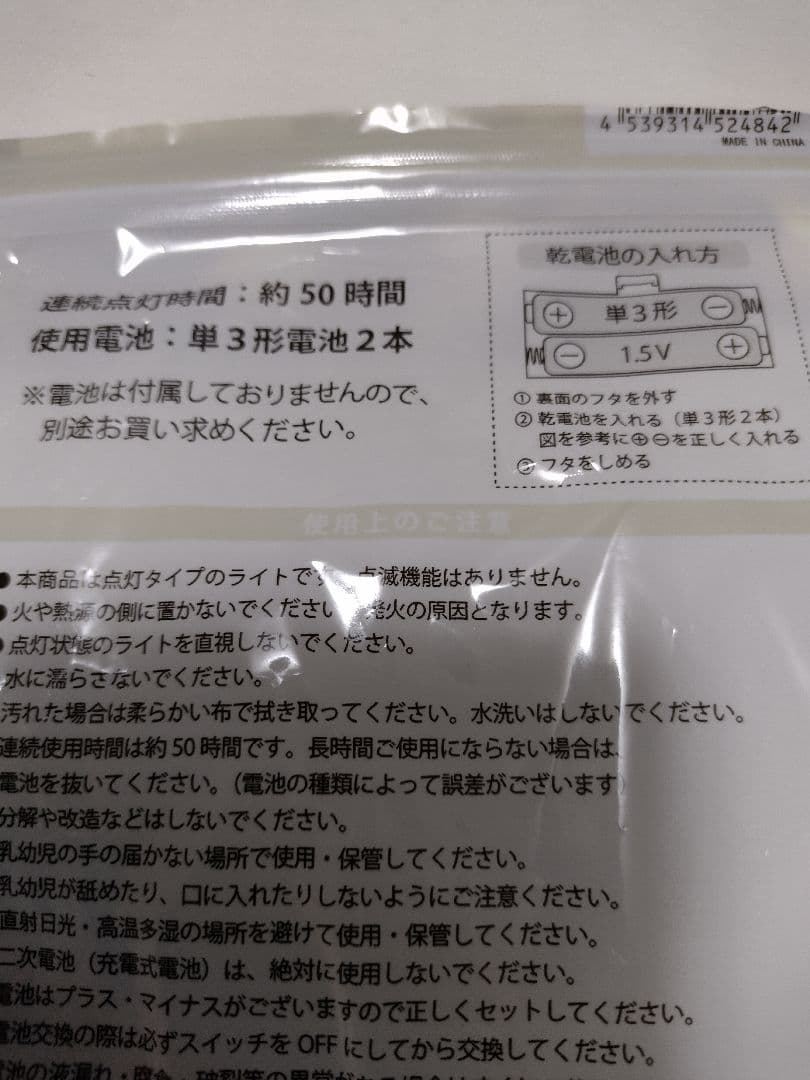 4 539314 524842
MADE IN CHINA
連続点灯時間：約50時間
使用電池：単3形電池2本
※電池は付属しておりませんので、
別途お買い求めください。
乾電池の入れ方
⊕ 単3形 ⊖
⊖ 1.5V ⊕
① 裏面のフタを外す
② 乾電池を入れる（単3形2本）
図を参考に⊕⊖を正しく入れる
③ フタをしめる
使用上のご注意
●本商品は点灯タイプのライトです。点滅機能はありません。
●火や熱源の側に置かないでください。発火の原因となります。
●点灯状態のライトを直視しないでください。
水に濡らさないでください。
汚れた場合は柔らかい布で拭き取ってください。水洗いはしないでください。
連続使用時間は約50時間です。長時間ご使用にならない場合は、
電池を抜いてください。（電池の種類によって誤差がございます）
分解や改造などはしないでください。
乳幼児の手の届かない場所で使用・保管してください。
乳幼児が舐めたり、口に入れたりしないようにご注意ください。
直射日光・高温多湿の場所を避けて使用・保管してください。
二次電池（充電式電池）は、絶対に使用しないでください。
電池はプラス・マイナスがございますので正しくセットしてください。
電池交換の際は必ずスイッチをOFFにしてから交換してください。
電池の液漏れ・腐食・破裂等の異常が